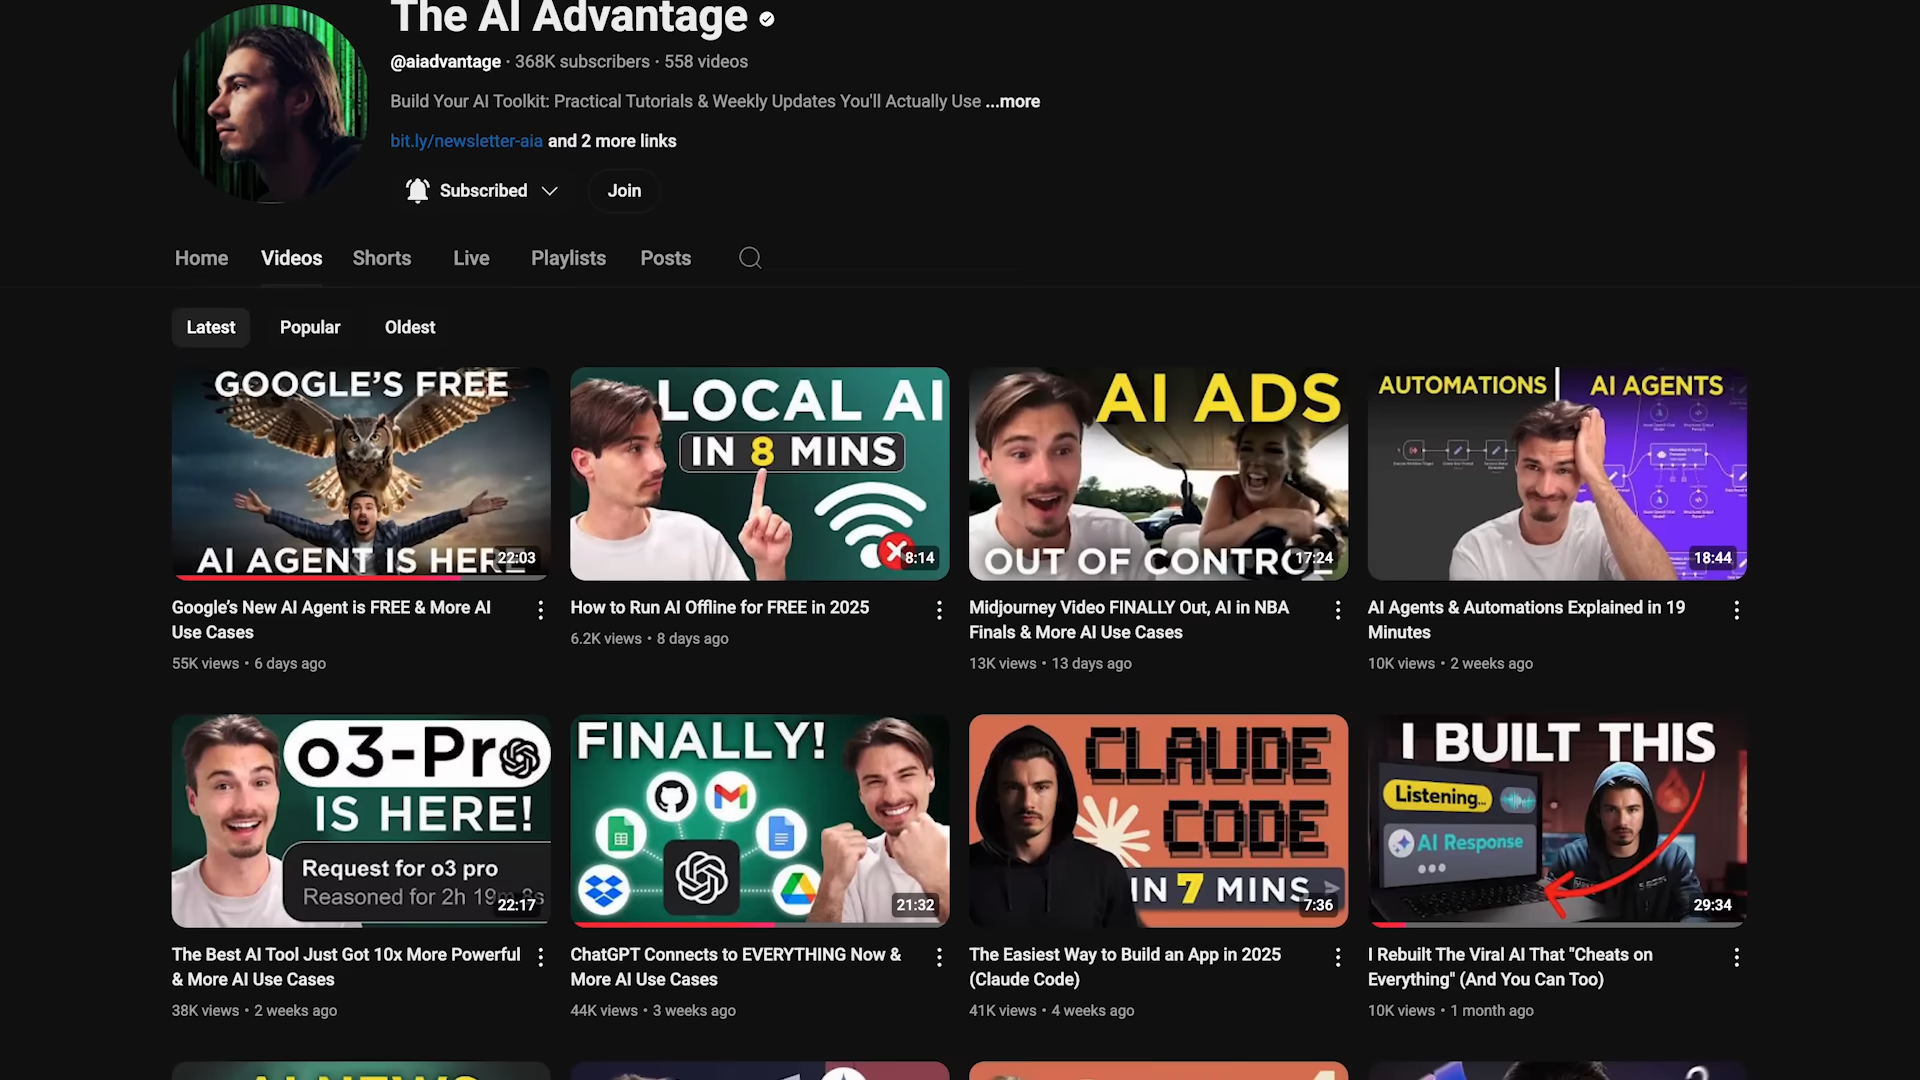 The AI Advantage
@aiadvantage · 368K subscribers · 558 videos
Build Your AI Toolkit: Practical Tutorials & Weekly Updates You'll Actually Use ...more
bit.ly/newsletter-aia and 2 more links
Subscribed
Join
Home Videos Shorts Live Playlists Posts
Latest Popular Oldest
GOOGLE'S FREE
AI AGENT IS HERE
22:03
Google's New AI Agent is FREE & More AI
Use Cases
55K views • 6 days ago
LOCAL AI
IN 8 MINS
8:14
How to Run AI Offline for FREE in 2025
6.2K views • 8 days ago
AI ADS
OUT OF CONTROL
17:24
Midjourney Video FINALLY Out, AI in NBA
Finals & More AI Use Cases
13K views • 13 days ago
AUTOMATIONS | AI AGENTS
18:44
AI Agents & Automations Explained in 19
Minutes
10K views • 2 weeks ago
o3-Pro
IS HERE!
Request for o3 pro
Reasoned for 2h 19m 8s
22:17
The Best AI Tool Just Got 10x More Powerful
& More AI Use Cases
38K views • 2 weeks ago
FINALLY!
21:32
ChatGPT Connects to EVERYTHING Now &
More AI Use Cases
44K views • 3 weeks ago
CLAUDE
CODE
IN 7 MINS
7:36
The Easiest Way to Build an App in 2025
(Claude Code)
41K views • 4 weeks ago
I BUILT THIS
Listening...
AI Response
29:34
I Rebuilt The Viral AI That "Cheats on
Everything" (And You Can Too)
10K views • 1 month ago
AI NEWS